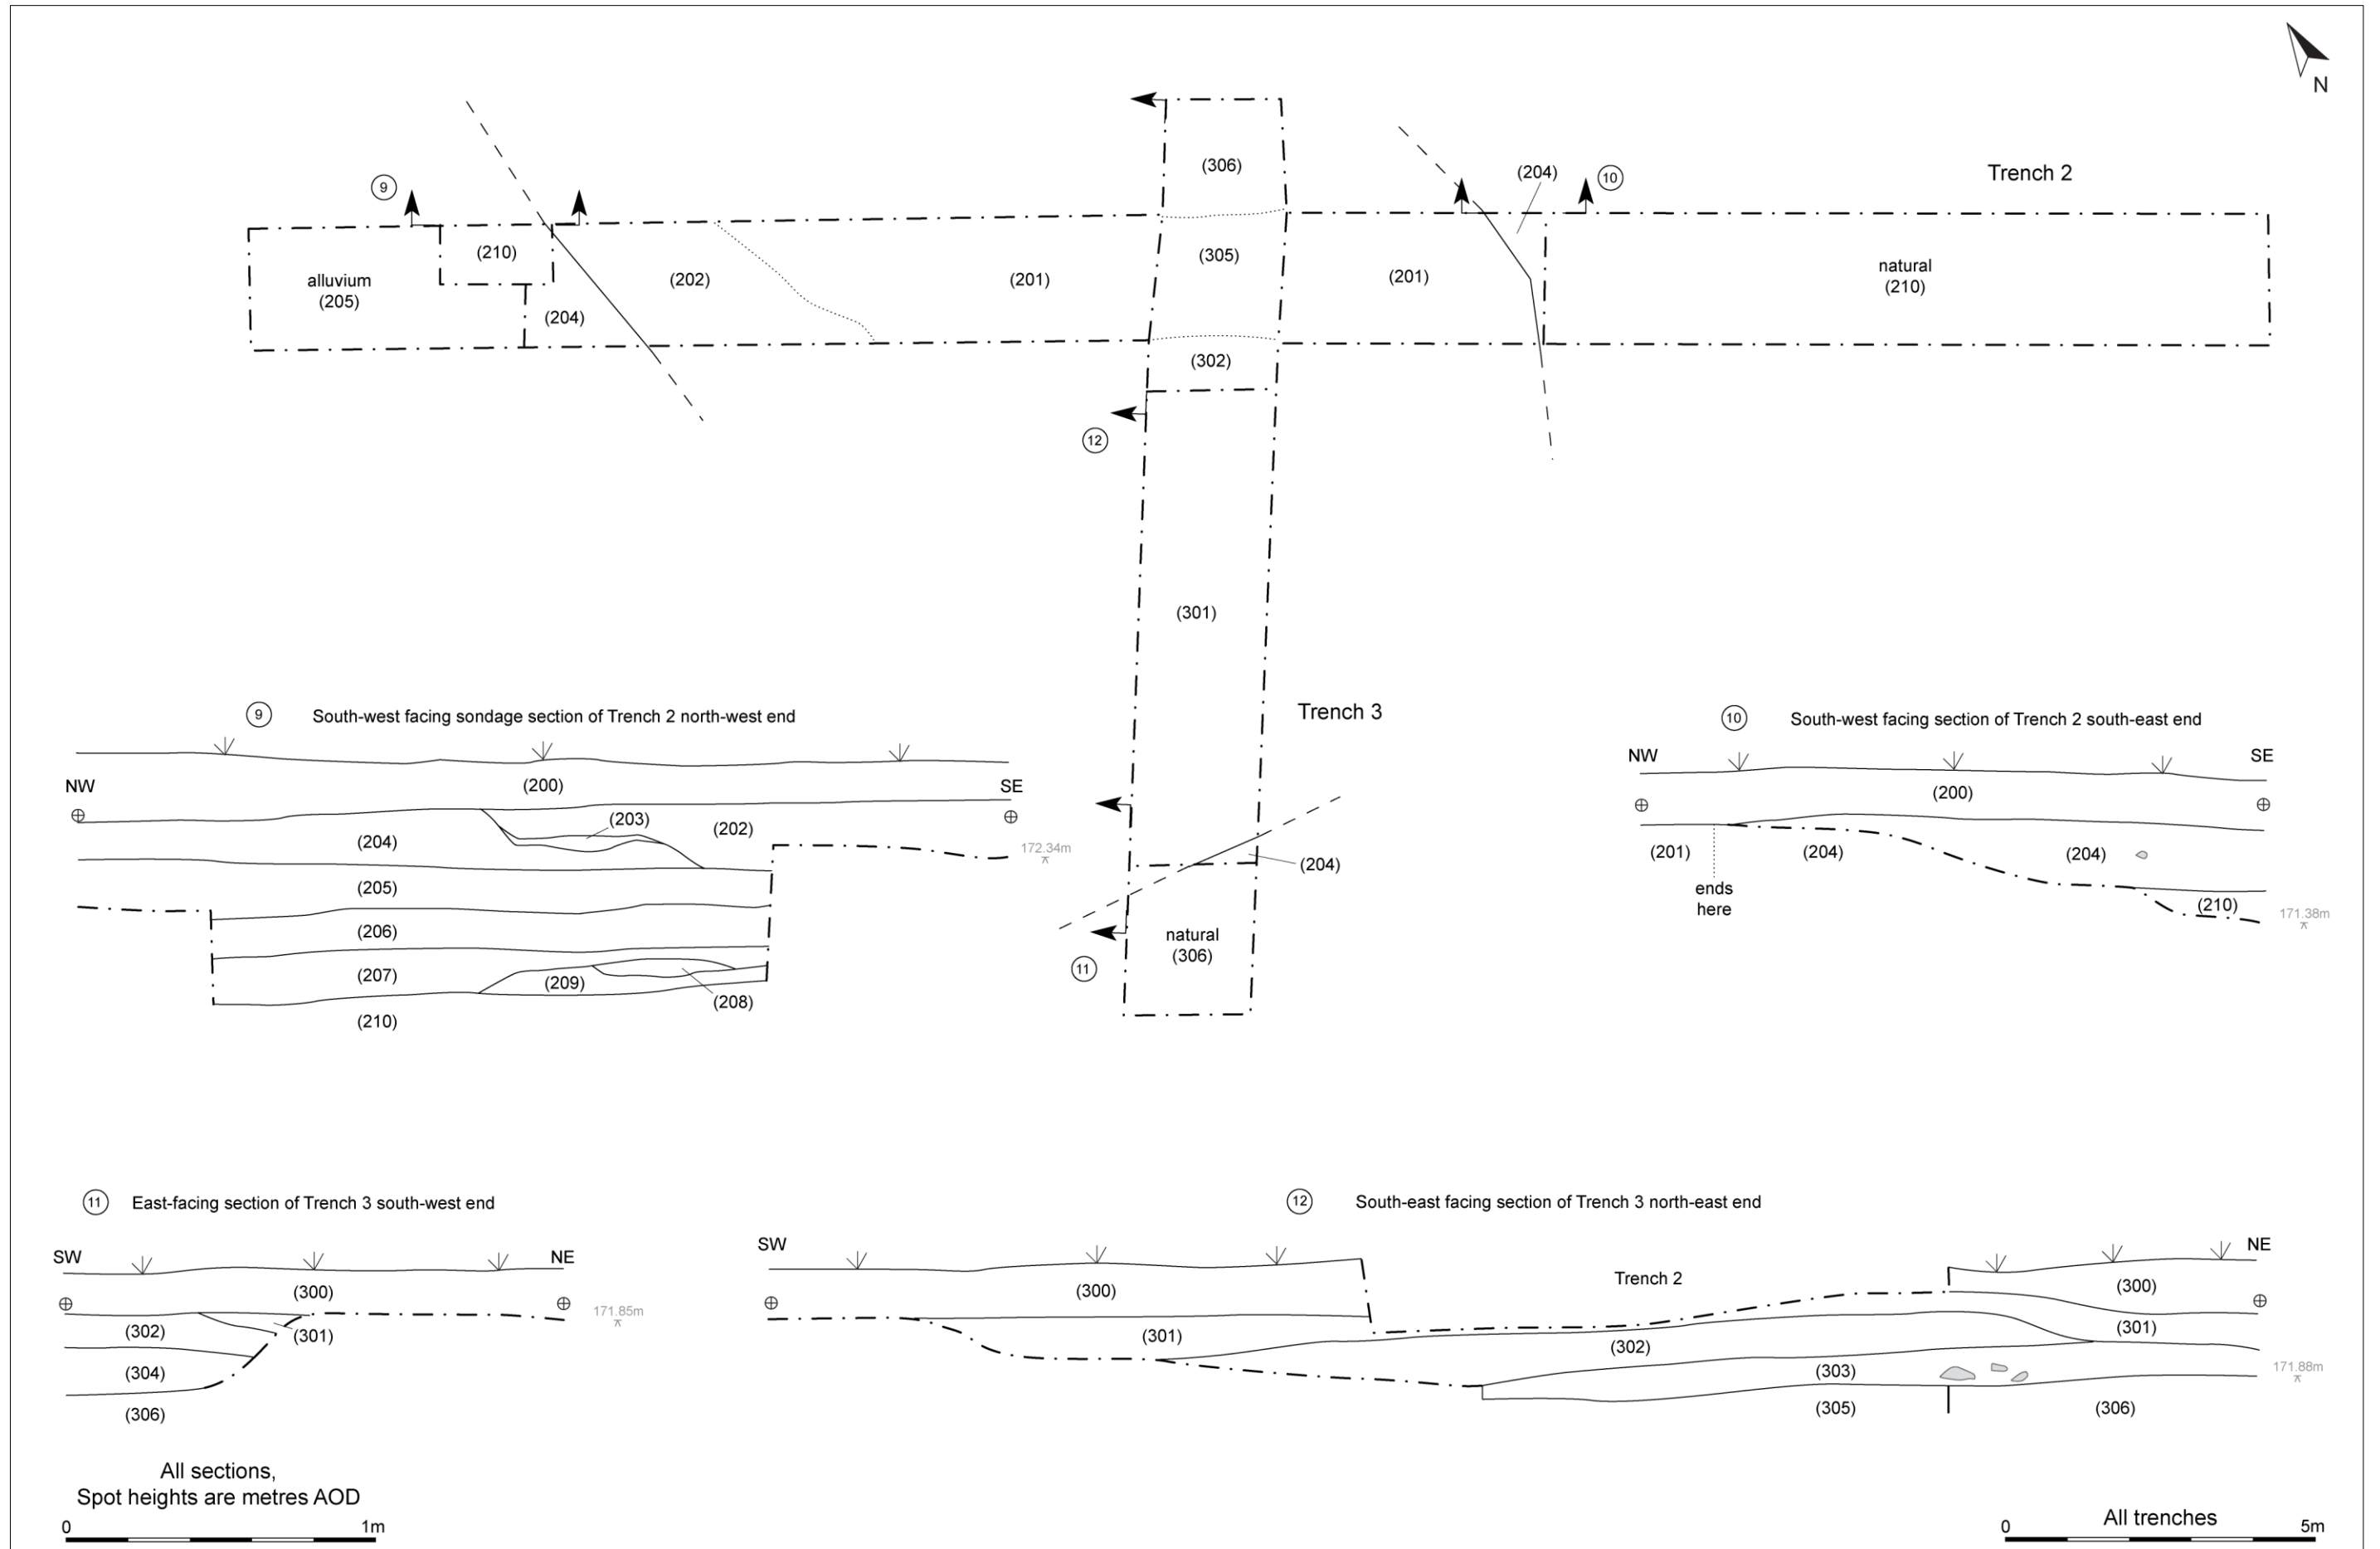 N
(306)
9
(204)
10
Trench 2
(210)
alluvium
(205)
(202)
(201)
(305)
(201)
natural
(210)
(204)
(302)
12
(301)
Trench 3
(204)
natural
(306)
11
9 South-west facing sondage section of Trench 2 north-west end
NW
SE
(200)
(203)
(202)
(204)
172.34m
(205)
(206)
(207)
(209)
(208)
(210)
10 South-west facing section of Trench 2 south-east end
NW
SE
(200)
(201)
(204)
(204)
ends
here
(210)
171.38m
11 East-facing section of Trench 3 south-west end
SW
NE
(300)
171.85m
(302)
(301)
(304)
(306)
12 South-east facing section of Trench 3 north-east end
SW
NE
Trench 2
(300)
(300)
(301)
(301)
(302)
(303)
171.88m
(305)
(306)
All sections,
Spot heights are metres AOD
0 1m
All trenches
0 5m